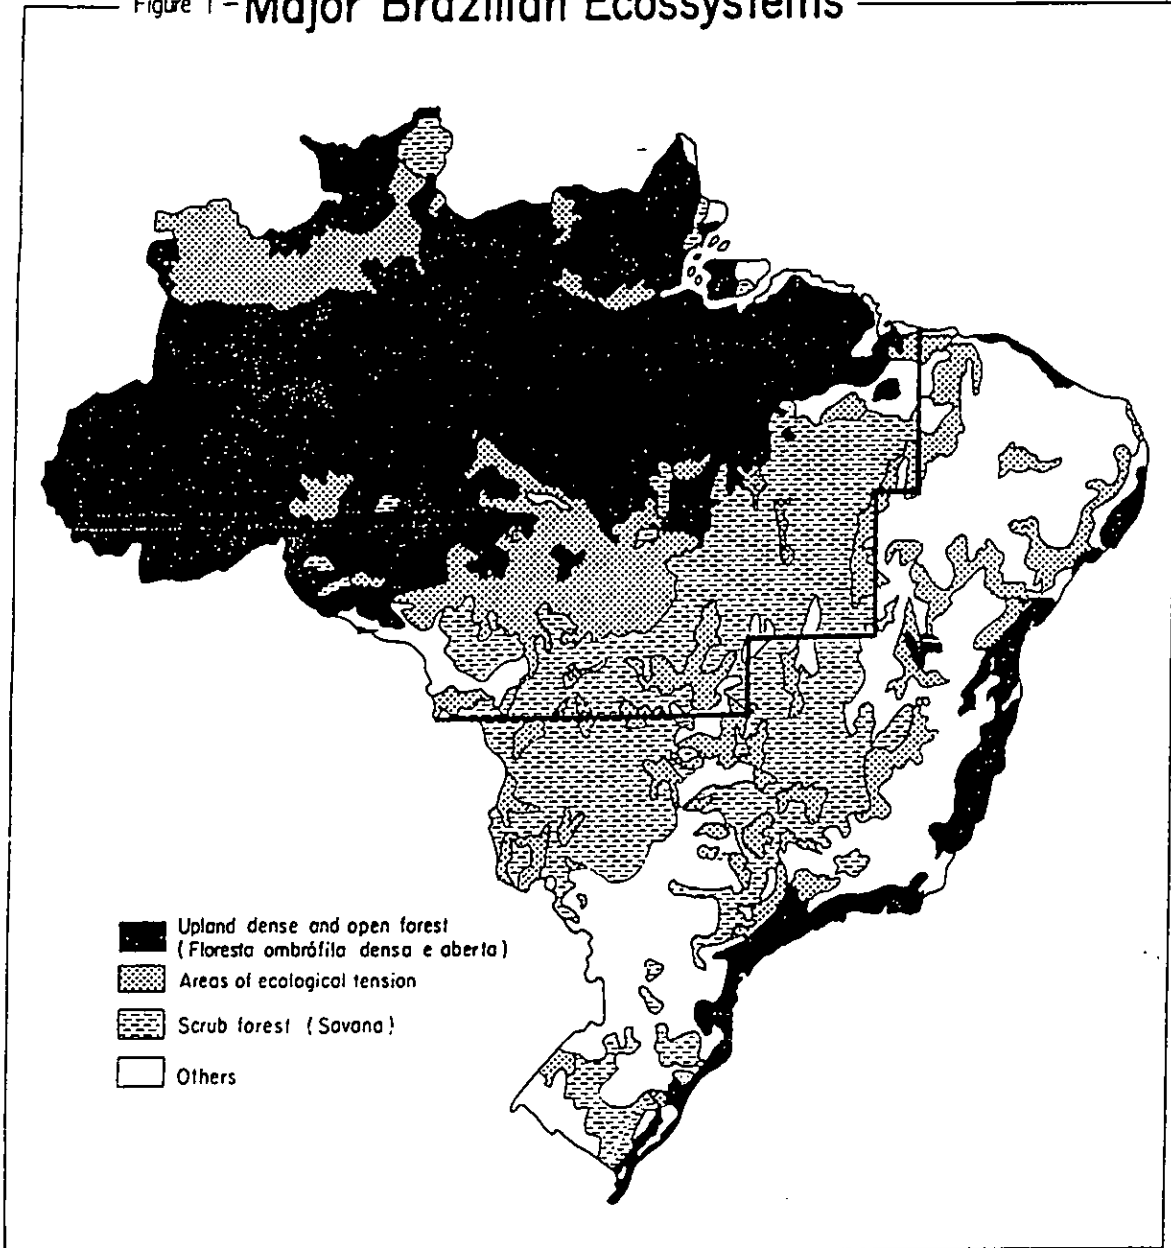 Figure 1 - Major Brazilian Ecossystems
Upland dense and open forest
(Floresta ombrófila densa e aberta)
Areas of ecological tension
Scrub forest (Savana)
Others